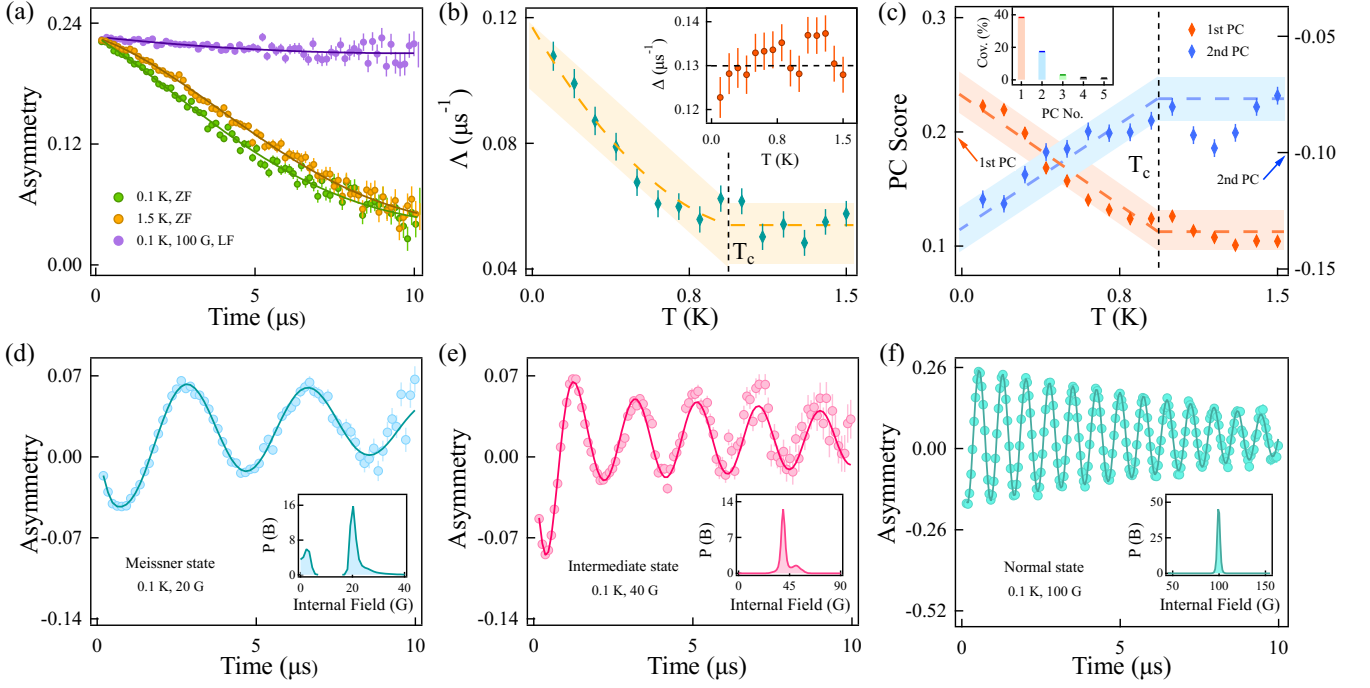 (a)
0.24
0.12
0.00
Asymmetry
0.1 K, ZF
1.5 K, ZF
0.1 K, 100 G, LF
0
5
10
Time (μs)
(b)
0.12
0.08
0.04
Λ (μs⁻¹)
0.14
0.13
0.12
Δ (μs⁻¹)
0.0
0.5
1.0
1.5
T (K)
T_c
0.0
0.8
1.5
T (K)
(c)
0.3
0.2
0.1
PC Score
Cov. (%)
40
20
0
1 2 3 4 5
PC No.
1st PC
2nd PC
1st PC
T_c
2nd PC
-0.05
-0.10
-0.15
0.0
0.8
1.5
T (K)
(d)
0.07
0.00
-0.07
-0.14
Asymmetry
Meissner state
0.1 K, 20 G
16
8
0
P (B)
0 20 40
Internal Field (G)
0
5
10
Time (μs)
(e)
0.07
0.00
-0.07
-0.14
Asymmetry
Intermediate state
0.1 K, 40 G
14
7
0
P (B)
0 45 90
Internal Field (G)
0
5
10
Time (μs)
(f)
0.26
0.00
-0.26
-0.52
Asymmetry
Normal state
0.1 K, 100 G
50
25
0
P (B)
50 100 150
Internal Field (G)
0
5
10
Time (μs)